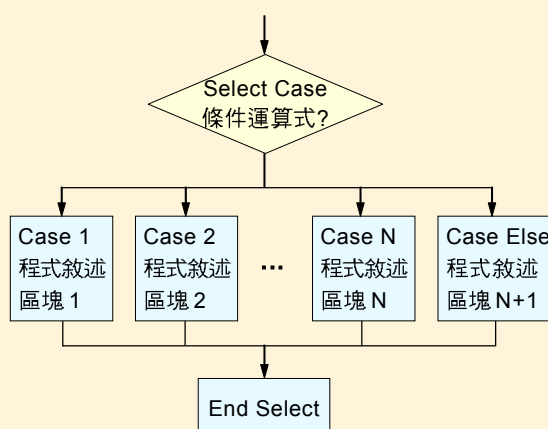 Select Case
條件運算式?
Case 1
程式敘述
區塊 1
Case 2
程式敘述
區塊 2
...
Case N
程式敘述
區塊 N
Case Else
程式敘述
區塊 N+1
End Select